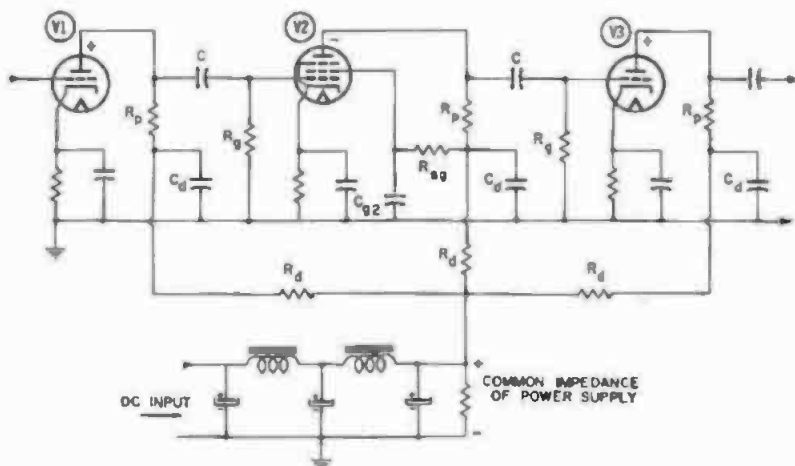 V1
V2
V3
+
-
+
C
C
Rp
Rg
Rp
Rg
Rp
Rsg
Cd
Cg2
Cd
Cd
Rd
Rd
Rd
+
COMMON IMPEDANCE
OF POWER SUPPLY
DC INPUT
-